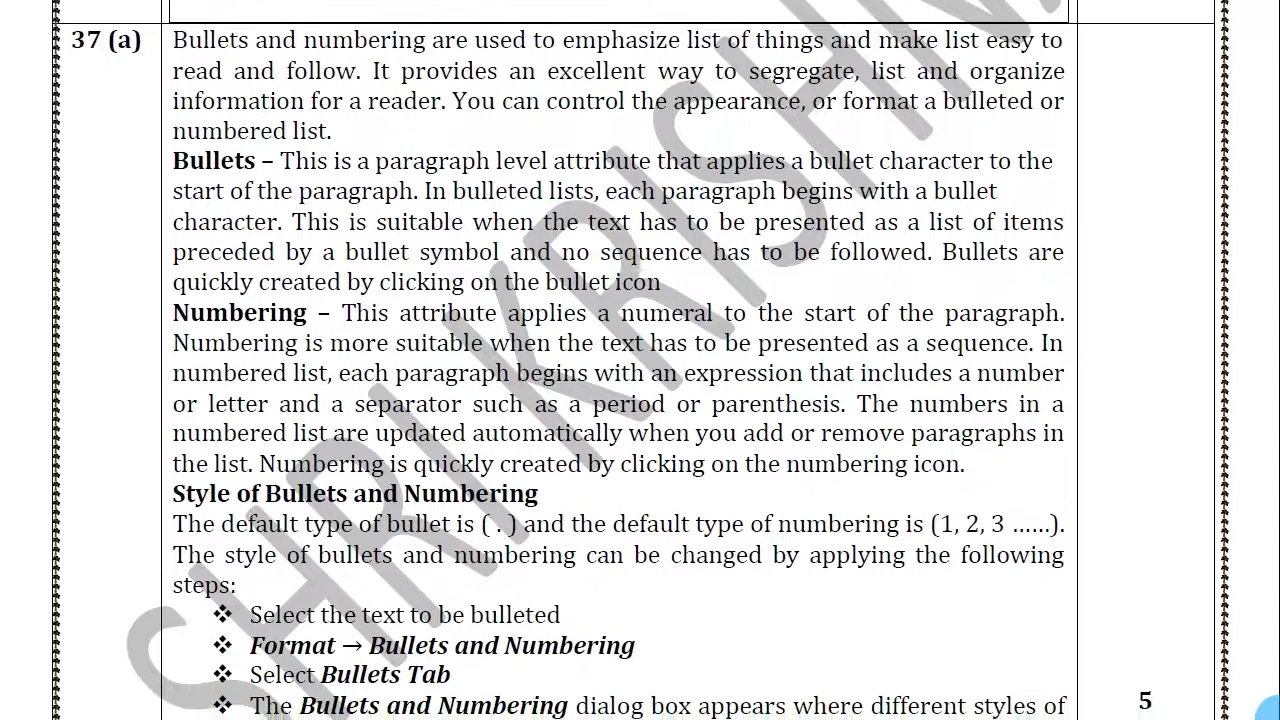 37 (a)
Bullets and numbering are used to emphasize list of things and make list easy to
read and follow. It provides an excellent way to segregate, list and organize
information for a reader. You can control the appearance, or format a bulleted or
numbered list.
Bullets – This is a paragraph level attribute that applies a bullet character to the
start of the paragraph. In bulleted lists, each paragraph begins with a bullet
character. This is suitable when the text has to be presented as a list of items
preceded by a bullet symbol and no sequence has to be followed. Bullets are
quickly created by clicking on the bullet icon
Numbering – This attribute applies a numeral to the start of the paragraph.
Numbering is more suitable when the text has to be presented as a sequence. In
numbered list, each paragraph begins with an expression that includes a number
or letter and a separator such as a period or parenthesis. The numbers in a
numbered list are updated automatically when you add or remove paragraphs in
the list. Numbering is quickly created by clicking on the numbering icon.
Style of Bullets and Numbering
The default type of bullet is ( . ) and the default type of numbering is (1, 2, 3 ......).
The style of bullets and numbering can be changed by applying the following
steps:
❖ Select the text to be bulleted
❖ Format → Bullets and Numbering
❖ Select Bullets Tab
❖ The Bullets and Numbering dialog box appears where different styles of
5
SHRI KRISHNA